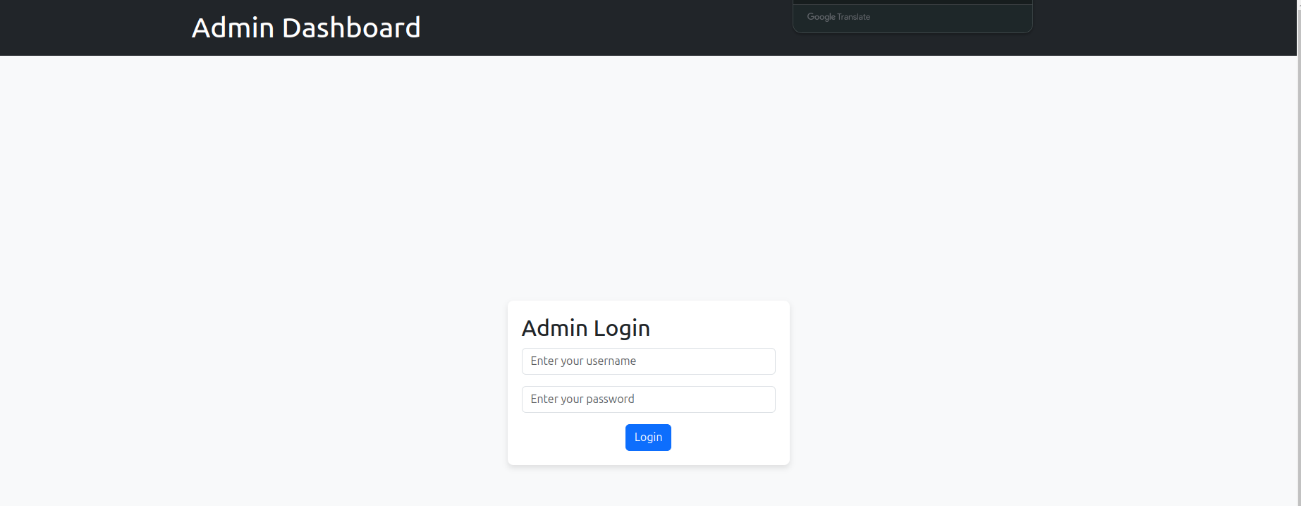 Admin Dashboard
Google Translate
Admin Login
Enter your username
Enter your password
Login